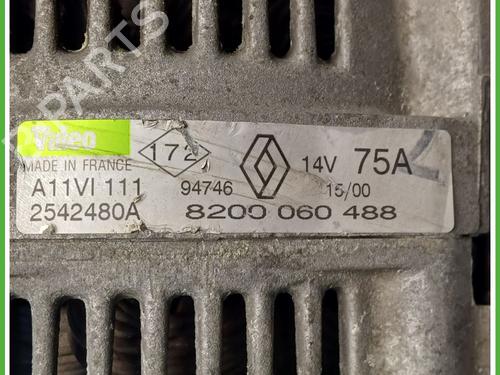 Valeo
172
14V 75A
MADE IN FRANCE
A11VI 111 94746 15/00
2542480A 8200 060 488